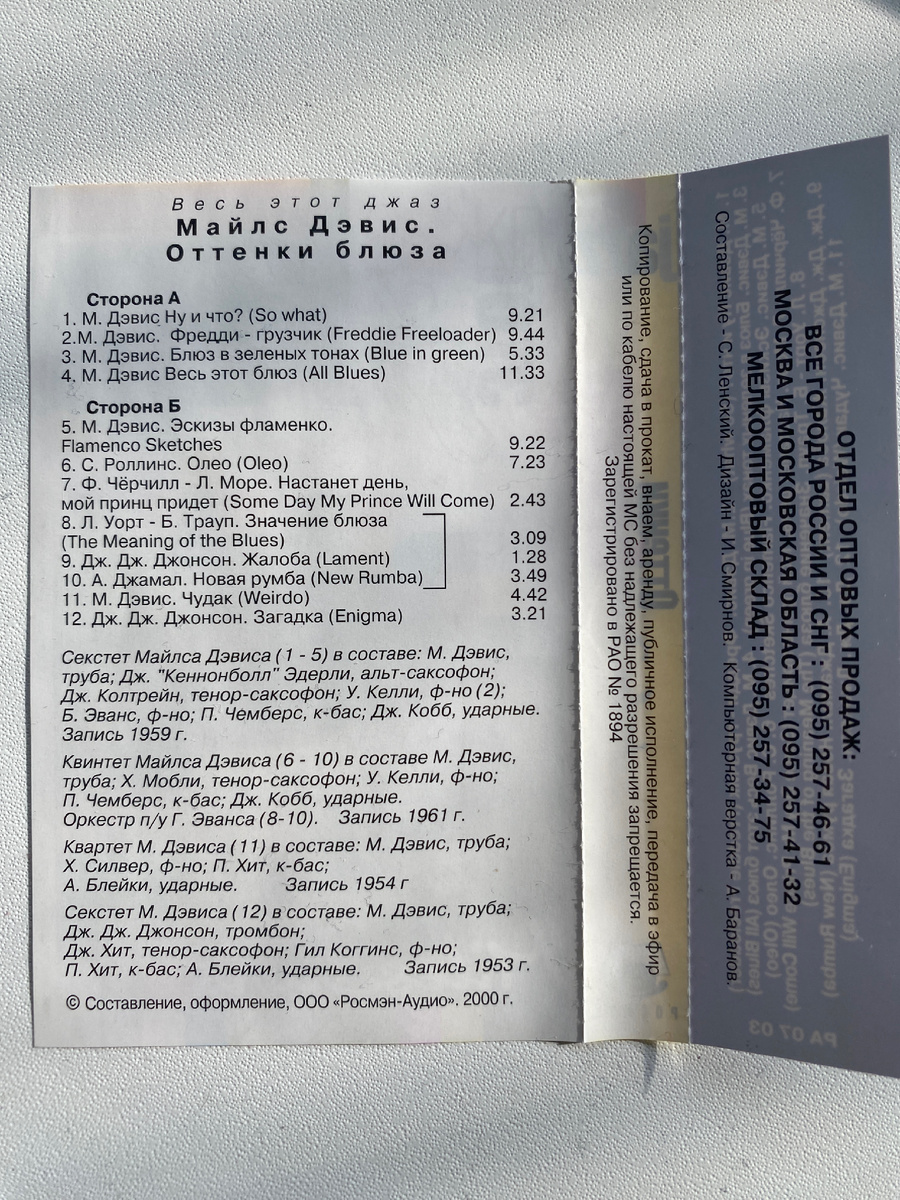 Весь этот джаз
Майлс Дэвис.
Оттенки блюза
Сторона А
1. М. Дэвис Ну и что? (So what) 9.21
2.М. Дэвис. Фредди - грузчик (Freddie Freeloader) 9.44
3. М. Дэвис. Блюз в зеленых тонах (Blue in green) 5.33
4. М. Дэвис Весь этот блюз (All Blues) 11.33
Сторона Б
5. М. Дэвис. Эскизы фламенко.
Flamenco Sketches 9.22
6. С. Роллинс. Олео (Oleo) 7.23
7. Ф. Чёрчилл - Л. Море. Настанет день,
мой принц придет (Some Day My Prince Will Come) 2.43
8. Л. Уорт - Б. Трауп. Значение блюза
(The Meaning of the Blues) 3.09
9. Дж. Дж. Джонсон. Жалоба (Lament) 1.28
10. А. Джамал. Новая румба (New Rumba) 3.49
11. М. Дэвис. Чудак (Weirdo) 4.42
12. Дж. Дж. Джонсон. Загадка (Enigma) 3.21
Секстет Майлса Дэвиса (1 - 5) в составе: М. Дэвис,
труба; Дж. "Кеннонболл" Эдерли, альт-саксофон;
Дж. Колтрейн, тенор-саксофон; У. Келли, ф-но (2);
Б. Эванс, ф-но; П. Чемберс, к-бас; Дж. Кобб, ударные.
Запись 1959 г.
Квинтет Майлса Дэвиса (6 - 10) в составе М. Дэвис,
труба; Х. Мобли, тенор-саксофон; У. Келли, ф-но;
П. Чемберс, к-бас; Дж. Кобб, ударные.
Оркестр п/у Г. Эванса (8-10). Запись 1961 г.
Квартет М. Дэвиса (11) в составе: М. Дэвис, труба;
Х. Силвер, ф-но; П. Хит, к-бас;
А. Блейки, ударные. Запись 1954 г
Секстет М. Дэвиса (12) в составе: М. Дэвис, труба;
Дж. Дж. Джонсон, тромбон;
Дж. Хит, тенор-саксофон; Гил Коггинс, ф-но;
П. Хит, к-бас; А. Блейки, ударные. Запись 1953 г.
© Составление, оформление, ООО «Росмэн-Аудио». 2000 г.
Копирование, сдача в прокат, внаем, аренду, публичное исполнение, передача в эфир
или по кабелю настоящей МС без надлежащего разрешения запрещается.
Зарегистрировано в РАО № 1894
ОТДЕЛ ОПТОВЫХ ПРОДАЖ:
ВСЕ ГОРОДА РОССИИ И СНГ : (095) 257-46-61
МОСКВА И МОСКОВСКАЯ ОБЛАСТЬ : (095) 257-41-32
МЕЛКООПТОВЫЙ СКЛАД : (095) 257-34-75
Составление - С. Ленский. Дизайн - И. Смирнов. Компьютерная верстка - А. Баранов.